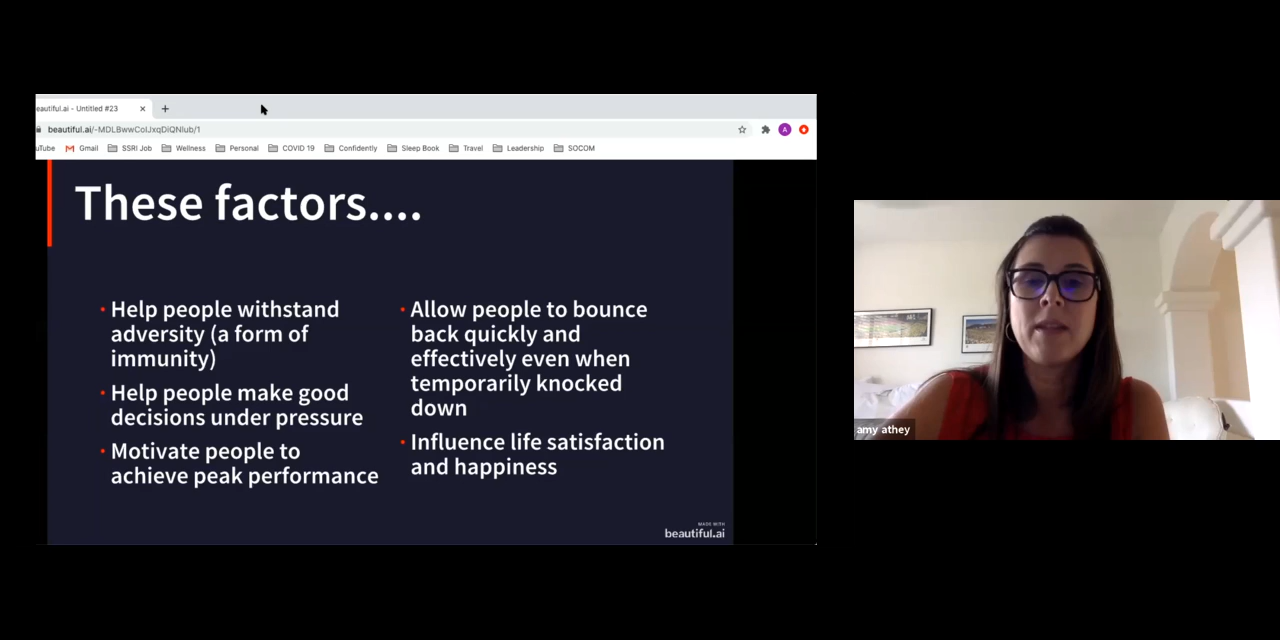 eautiful.ai - Untitled #23
beautiful.ai/-MDLBwwColJxqDiQNlub/1
uTube Gmail SSRI Job Wellness Personal COVID 19 Confidently Sleep Book Travel Leadership SOCOM
A
These factors....
• Help people withstand
adversity (a form of
immunity)
• Help people make good
decisions under pressure
• Motivate people to
achieve peak performance
• Allow people to bounce
back quickly and
effectively even when
temporarily knocked
down
• Influence life satisfaction
and happiness
MADE WITH
beautiful.ai
amy athey